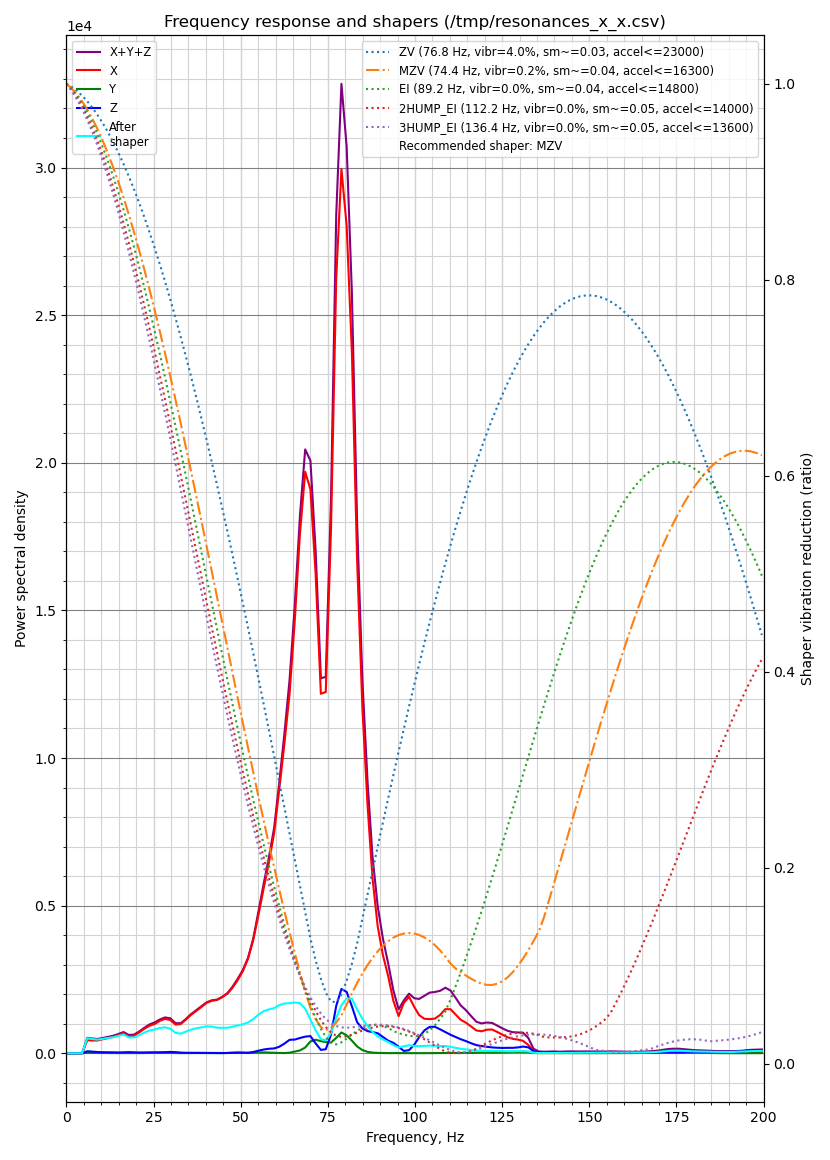 Frequency response and shapers (/tmp/resonances_x_x.csv)
1e4
X+Y+Z
X
Y
Z
After
shaper
ZV (76.8 Hz, vibr=4.0%, sm~=0.03, accel<=23000)
MZV (74.4 Hz, vibr=0.2%, sm~=0.04, accel<=16300)
EI (89.2 Hz, vibr=0.0%, sm~=0.04, accel<=14800)
2HUMP_EI (112.2 Hz, vibr=0.0%, sm~=0.05, accel<=14000)
3HUMP_EI (136.4 Hz, vibr=0.0%, sm~=0.05, accel<=13600)
Recommended shaper: MZV
3.0
2.5
2.0
1.5
1.0
0.5
0.0
Power spectral density
1.0
0.8
0.6
0.4
0.2
0.0
Shaper vibration reduction (ratio)
0 25 50 75 100 125 150 175 200
Frequency, Hz